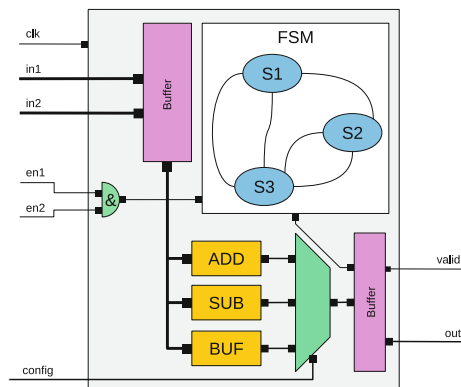 clk
FSM
in1
S1
Buffer
in2
S2
en1
S3
&
en2
ADD
valid
SUB
Buffer
out
BUF
config